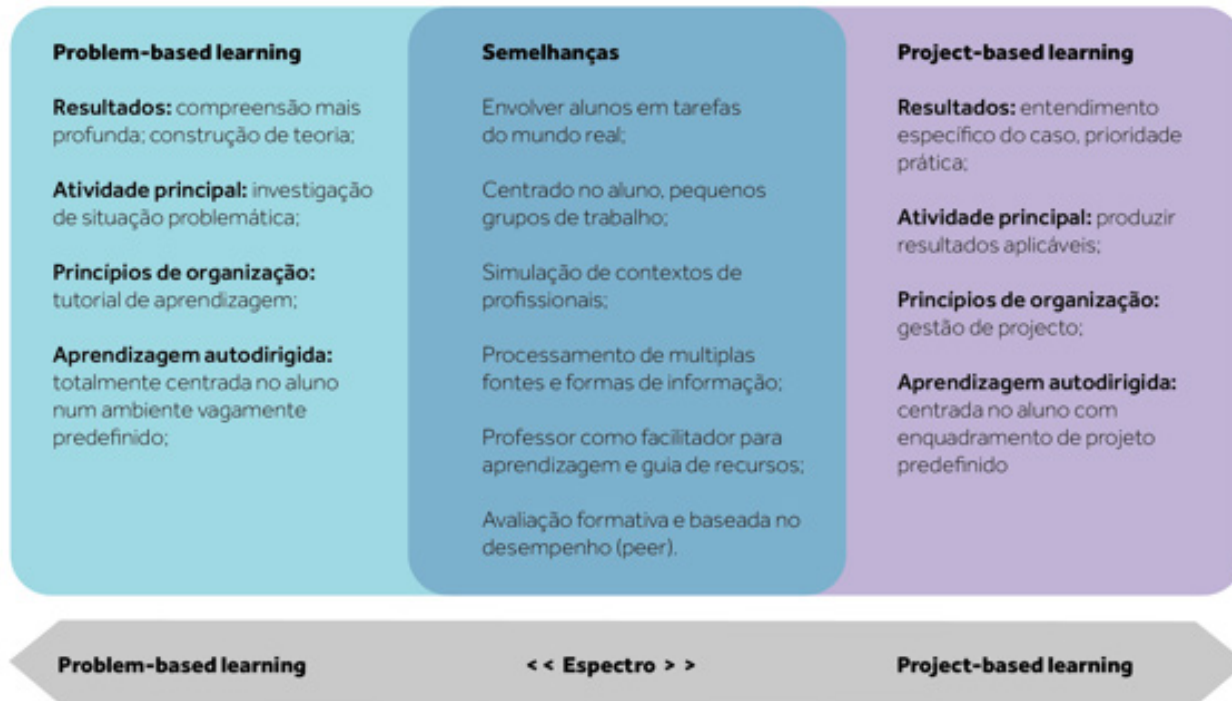 Problem-based learning
Resultados: compreensão mais
profunda; construção de teoria;
Atividade principal: investigação
de situação problemática;
Princípios de organização:
tutorial de aprendizagem;
Aprendizagem autodirigida:
totalmente centrada no aluno
num ambiente vagamente
predefinido;
Semelhanças
Envolver alunos em tarefas
do mundo real;
Centrado no aluno, pequenos
grupos de trabalho;
Simulação de contextos de
profissionais;
Processamento de multiplas
fontes e formas de informação;
Professor como facilitador para
aprendizagem e guia de recursos;
Avaliação formativa e baseada no
desempenho (peer).
Project-based learning
Resultados: entendimento
específico do caso, prioridade
prática;
Atividade principal: produzir
resultados aplicáveis;
Princípios de organização:
gestão de projecto;
Aprendizagem autodirigida:
centrada no aluno com
enquadramento de projeto
predefinido
Problem-based learning
< < Espectro > >
Project-based learning